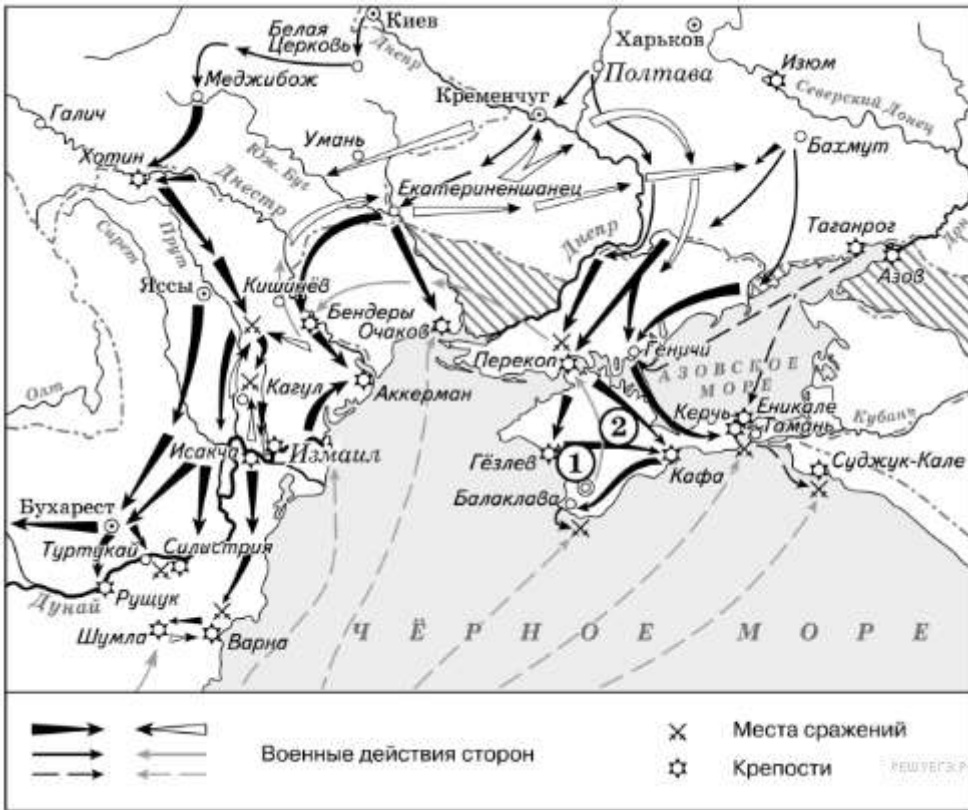 Киев
Белая
Церковь
Днепр
Харьков
Изюм
Полтава
Северский Донец
Меджибож
Галич
Кременчуг
Умань
Бахмут
Хотин
Юж. Буг
Днестр
Екатериненшанец
Сирет
Прут
Днепр
Таганрог
Дон
Азов
Яссы
Кишинёв
Бендеры
Очаков
Перекоп
Геничи
АЗОВСКОЕ
МОРЕ
Олт
Кагул
Аккерман
Керчь
Еникале
Тамань
Кубань
2
Исакча
Измаил
Гёзлев
1
Кафа
Суджук-Кале
Балаклава
Бухарест
Туртукай
Силистрия
Дунай
Рущук
Шумла
Варна
ЧЁРНОЕ МОРЕ
Военные действия сторон
Места сражений
Крепости